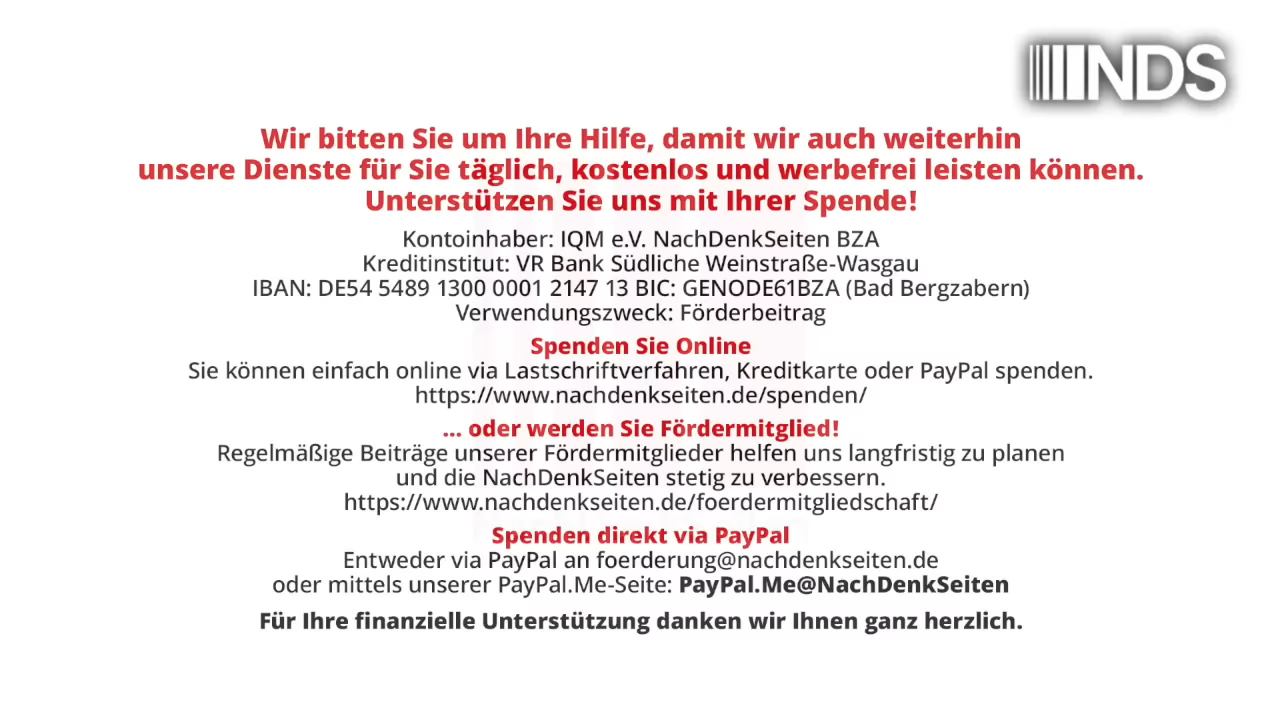 NDS
Wir bitten Sie um Ihre Hilfe, damit wir auch weiterhin
unsere Dienste für Sie täglich, kostenlos und werbefrei leisten können.
Unterstützen Sie uns mit Ihrer Spende!
Kontoinhaber: IQM e.V. NachDenkSeiten BZA
Kreditinstitut: VR Bank Südliche Weinstraße-Wasgau
IBAN: DE54 5489 1300 0001 2147 13 BIC: GENODE61BZA (Bad Bergzabern)
Verwendungszweck: Förderbeitrag
Spenden Sie Online
Sie können einfach online via Lastschriftverfahren, Kreditkarte oder PayPal spenden.
https://www.nachdenkseiten.de/spenden/
... oder werden Sie Fördermitglied!
Regelmäßige Beiträge unserer Fördermitglieder helfen uns langfristig zu planen
und die NachDenkSeiten stetig zu verbessern.
https://www.nachdenkseiten.de/foerdermitgliedschaft/
Spenden direkt via PayPal
Entweder via PayPal an foerderung@nachdenkseiten.de
oder mittels unserer PayPal.Me-Seite: PayPal.Me@NachDenkSeiten
Für Ihre finanzielle Unterstützung danken wir Ihnen ganz herzlich.